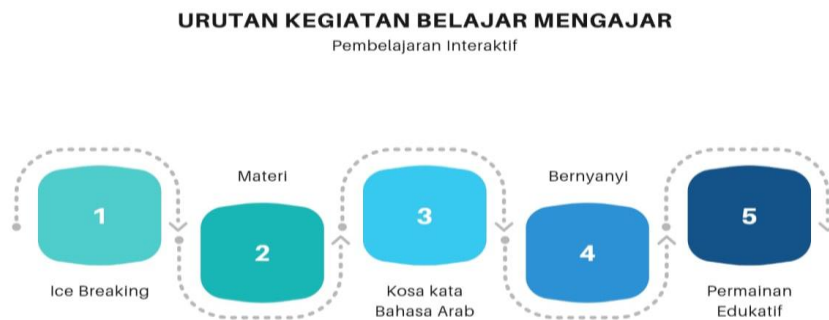 URUTAN KEGIATAN BELAJAR MENGAJAR
Pembelajaran Interaktif
1
Ice Breaking
Materi
2
3
Kosa kata
Bahasa Arab
Bernyanyi
4
5
Permainan
Edukatif